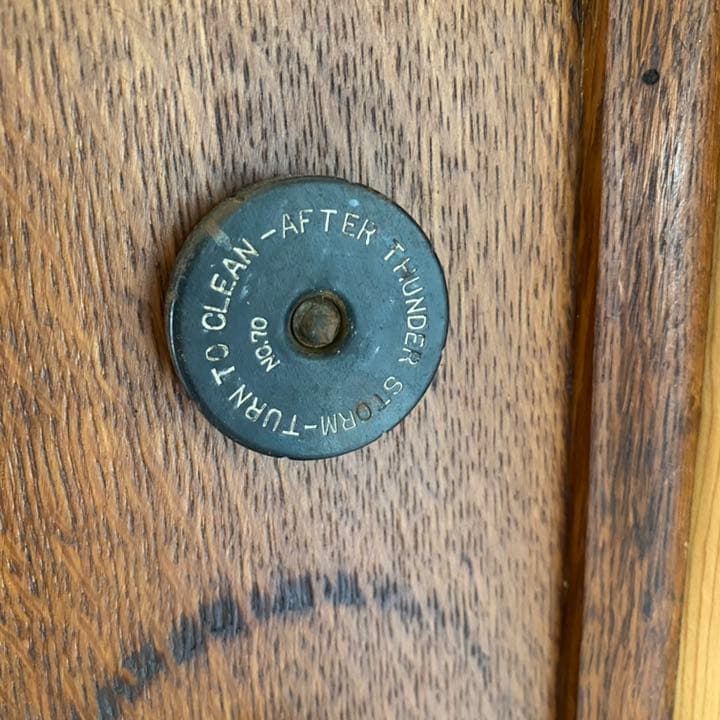 AFTER THUNDER STORM-TURN TO CLEAN-
NO.70